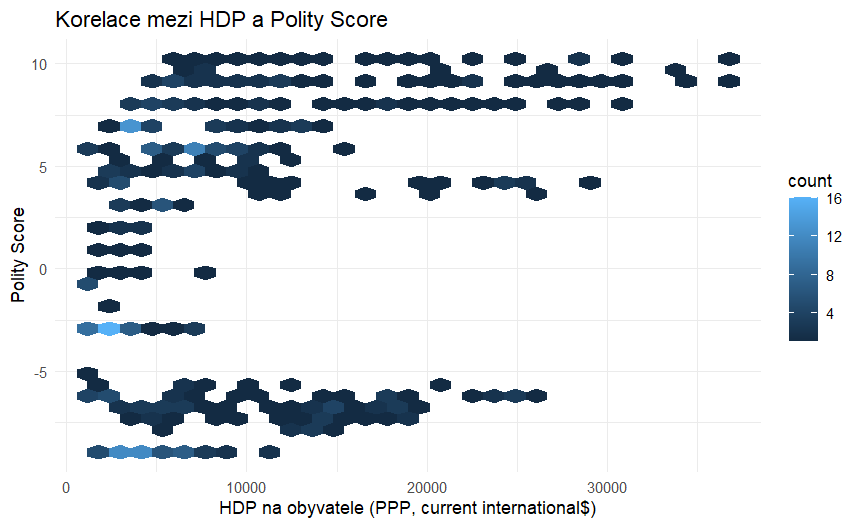 Korelace mezi HDP a Polity Score
10
5
0
-5
Polity Score
0 10000 20000 30000
HDP na obyvatele (PPP, current international$)
count
16
12
8
4